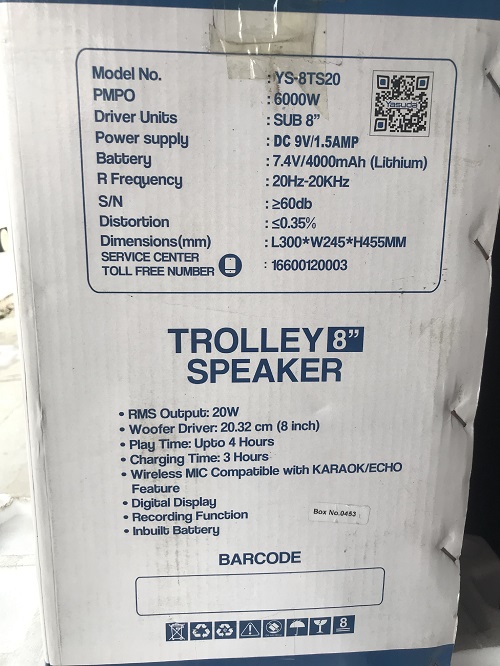 Model No. : YS-8TS20
PMPO : 6000W
Driver Units : SUB 8”
Power supply : DC 9V/1.5AMP
Battery : 7.4V/4000mAh (Lithium)
R Frequency : 20Hz-20KHz
S/N : ≥60db
Distortion : ≤0.35%
Dimensions(mm) : L300*W245*H455MM
SERVICE CENTER
TOLL FREE NUMBER : 16600120003
Yasuda
TROLLEY 8”
SPEAKER
• RMS Output: 20W
• Woofer Driver: 20.32 cm (8 inch)
• Play Time: Upto 4 Hours
• Charging Time: 3 Hours
• Wireless MIC Compatible with KARAOK/ECHO
Feature
• Digital Display
• Recording Function
• Inbuilt Battery
Box No.0453
BARCODE
8